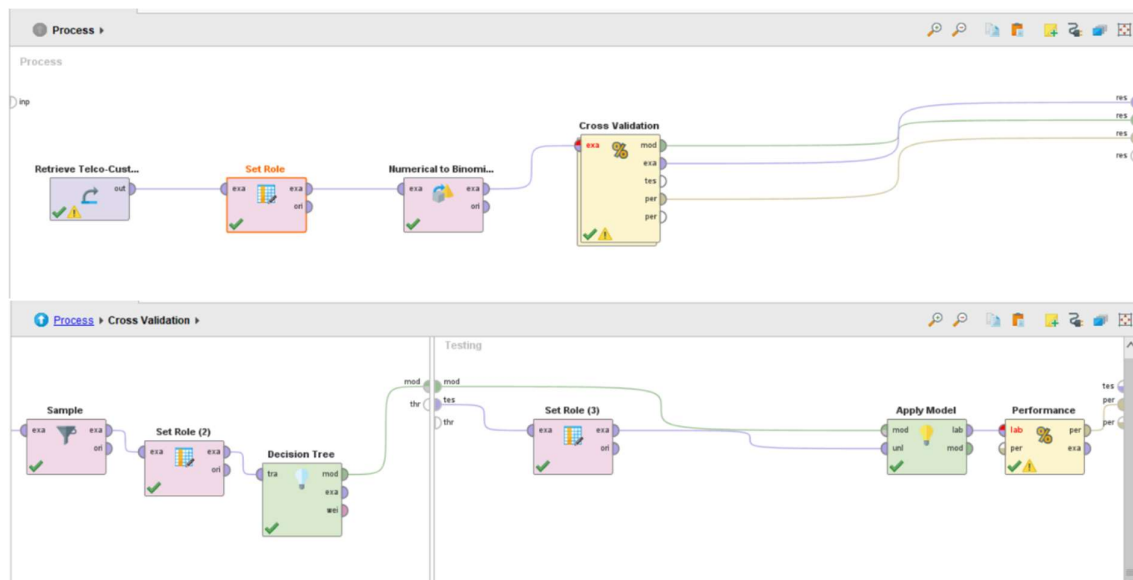 Process
Process
inp
res
res
res
res
Retrieve Telco-Cust...
out
Set Role
exa exa
ori
Numerical to Binomi...
exa exa
ori
Cross Validation
exa mod
exa
tes
per
per
Process Cross Validation
Testing
mod mod
thr tes
thr
Sample
exa exa
ori
Set Role (2)
exa exa
ori
Decision Tree
tra mod
exa
wei
Set Role (3)
exa exa
ori
Apply Model
mod lab
unl mod
Performance
lab per
per exa
tes
per
per